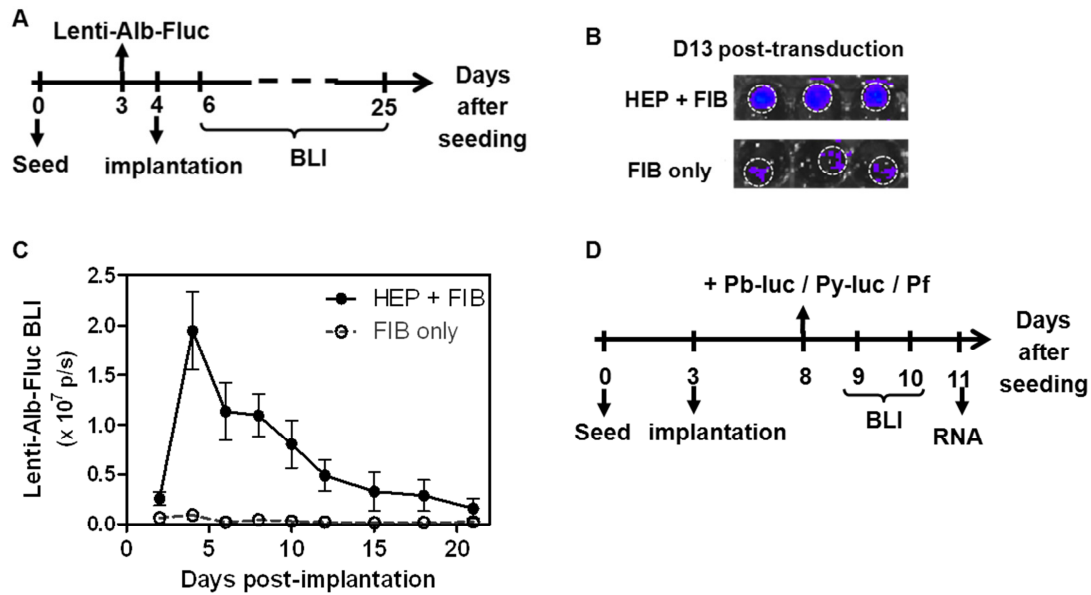 A
Lenti-Alb-Fluc
0 3 4 6 25
Seed implantation BLI
Days
after
seeding
B
D13 post-transduction
HEP + FIB
FIB only
C
Lenti-Alb-Fluc BLI
(x 10⁷ p/s)
2.5
2.0
1.5
1.0
0.5
0.0
0 5 10 15 20
Days post-implantation
HEP + FIB
FIB only
D
+ Pb-luc / Py-luc / Pf
0 3 8 9 10 11
Seed implantation BLI RNA
Days
after
seeding